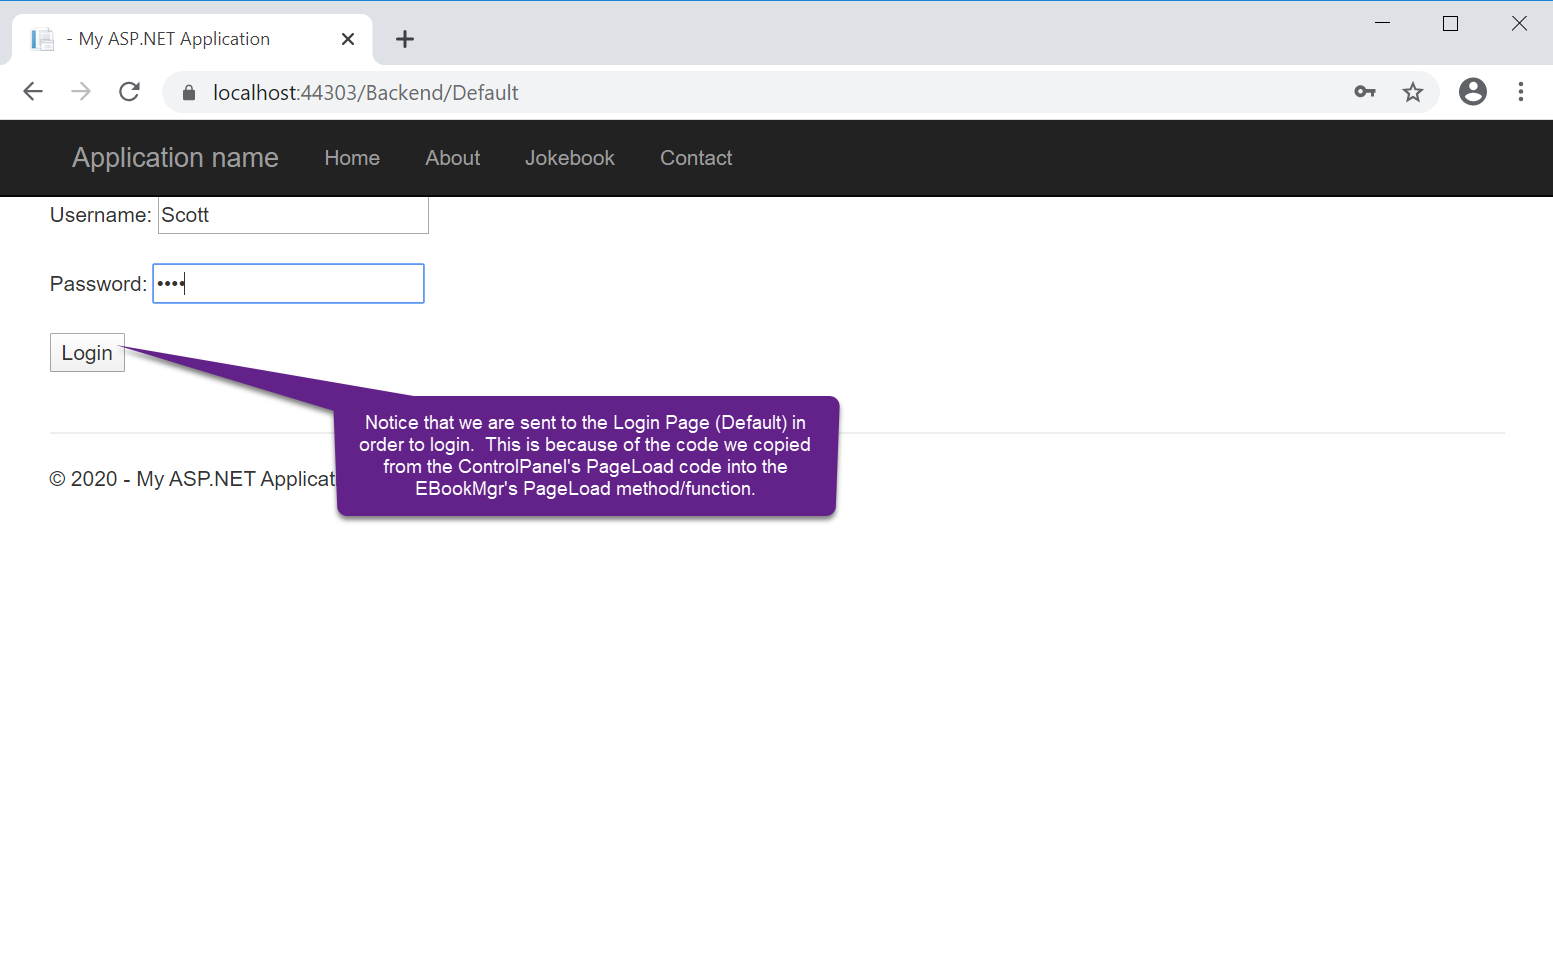 - My ASP.NET Application
localhost:44303/Backend/Default
Application name Home About Jokebook Contact
Username: Scott
Password: ••••
Login
Notice that we are sent to the Login Page (Default) in
order to login.  This is because of the code we copied
from the ControlPanel's PageLoad code into the
EBookMgr's PageLoad method/function.
© 2020 - My ASP.NET Applicat